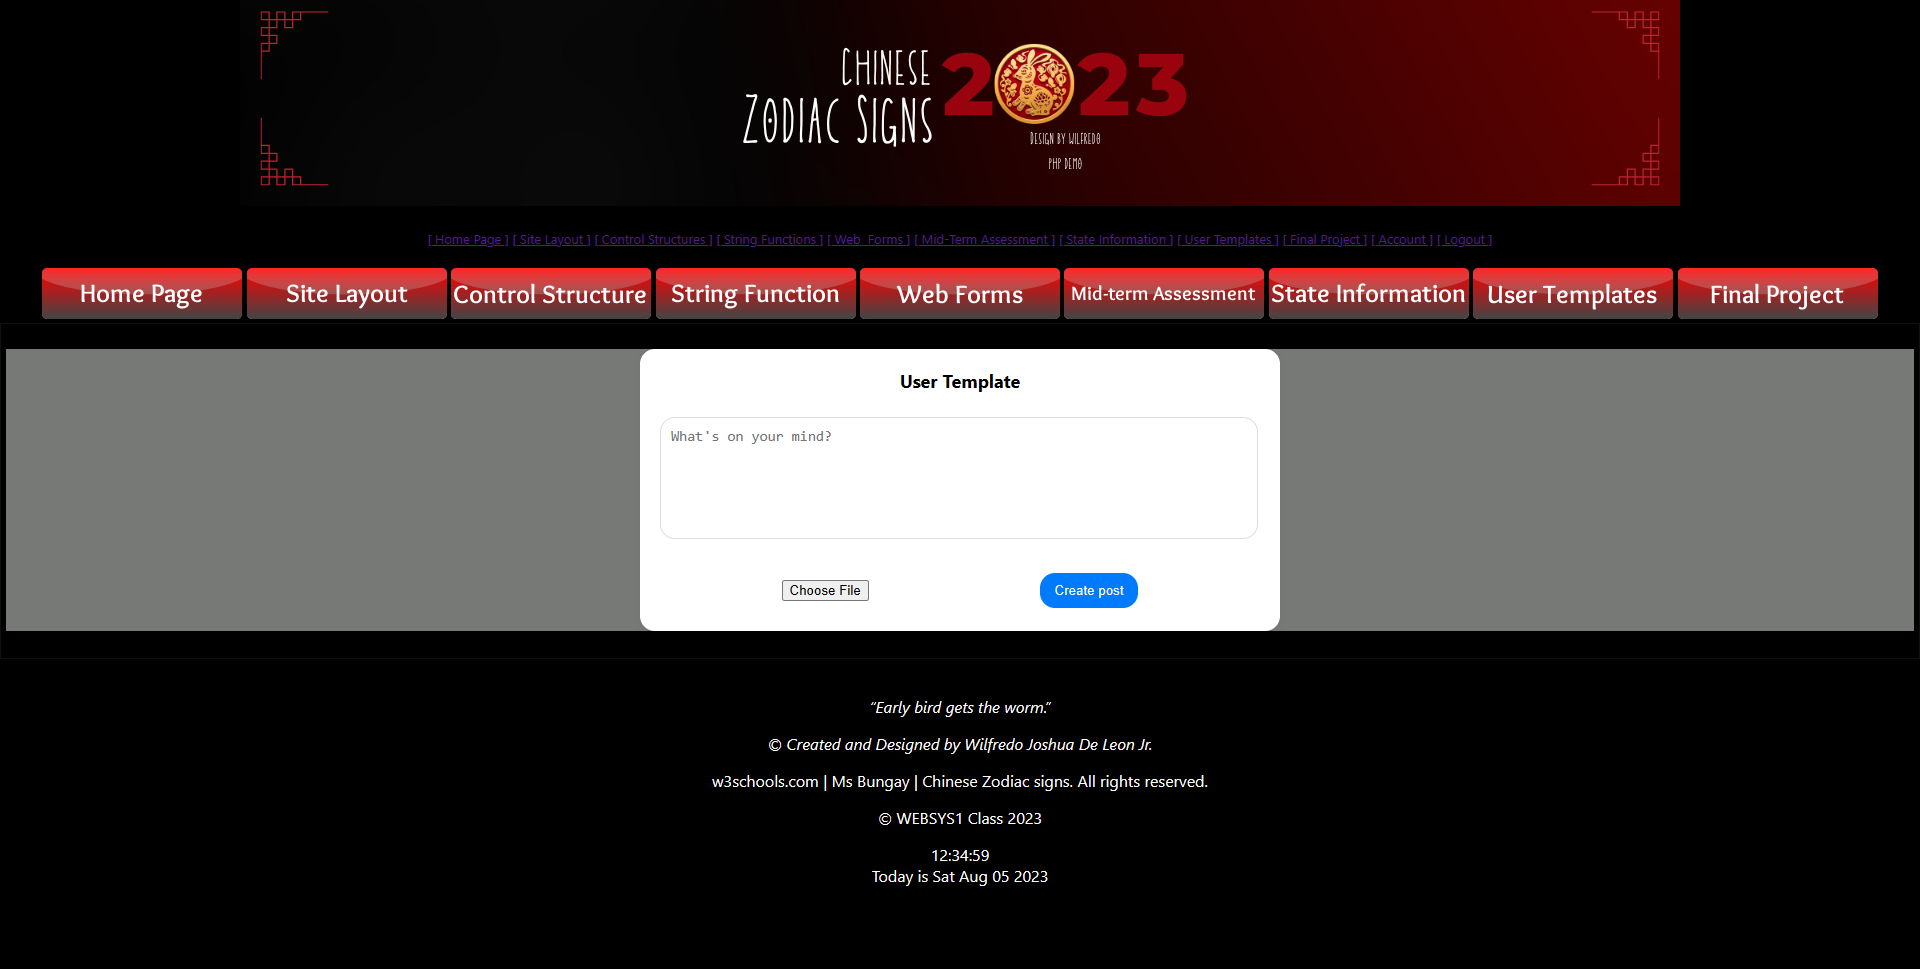 CHINESE
ZODIAC SIGNS
2023
DESIGN BY WILFREDO
PHP DEMO
[ Home Page ] [ Site Layout ] [ Control Structures ] [ String Functions ] [ Web Forms ] [ Mid-Term Assessment ] [ State Information ] [ User Templates ] [ Final Project ] [ Account ] [ Logout ]
Home Page Site Layout Control Structure String Function Web Forms Mid-term Assessment State Information User Templates Final Project
User Template
What's on your mind?
Choose File Create post
“Early bird gets the worm.”
© Created and Designed by Wilfredo Joshua De Leon Jr.
w3schools.com | Ms Bungay | Chinese Zodiac signs. All rights reserved.
© WEBSYS1 Class 2023
12:34:59
Today is Sat Aug 05 2023